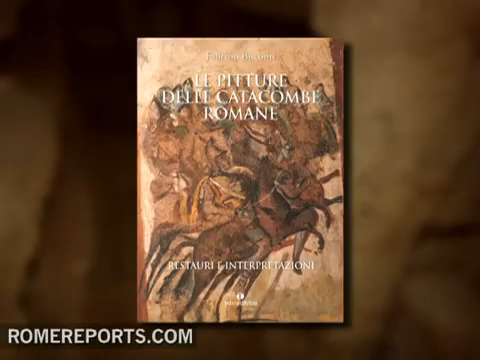 Fabrizio Bisconti
LE PITTURE
DELLE CATACOMBE
ROMANE
RESTAURI E INTERPRETAZIONI
ROMEREPORTS.COM